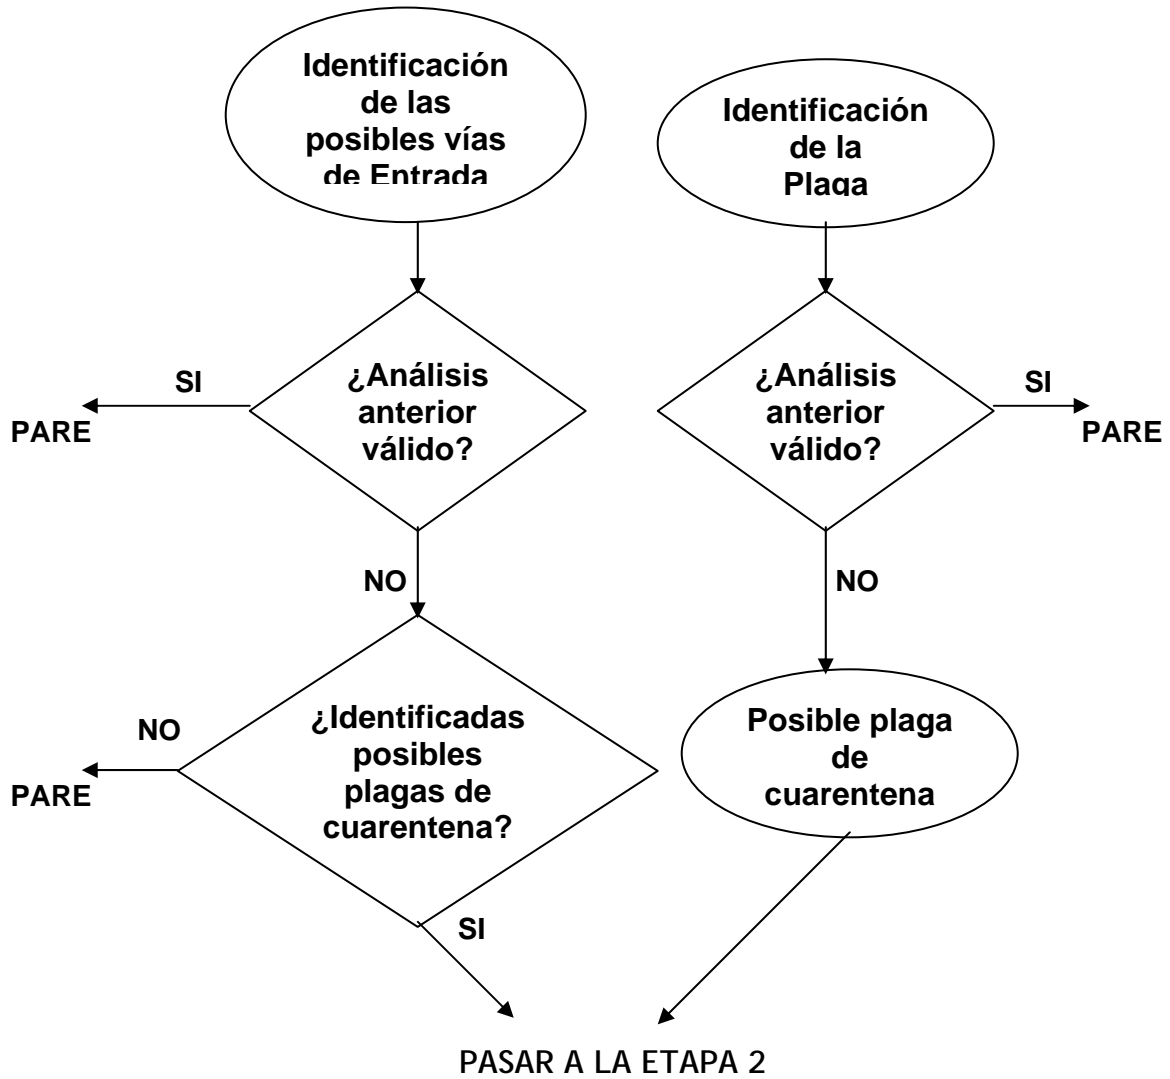 Identificación
de las
posibles vías
de Entrada
Identificación
de la
Plaga
SI
¿Análisis
anterior
válido?
PARE
¿Análisis
anterior
válido?
SI
PARE
NO
NO
NO
¿Identificadas
posibles
plagas de
cuarentena?
PARE
Posible plaga
de
cuarentena
SI
PASAR A LA ETAPA 2